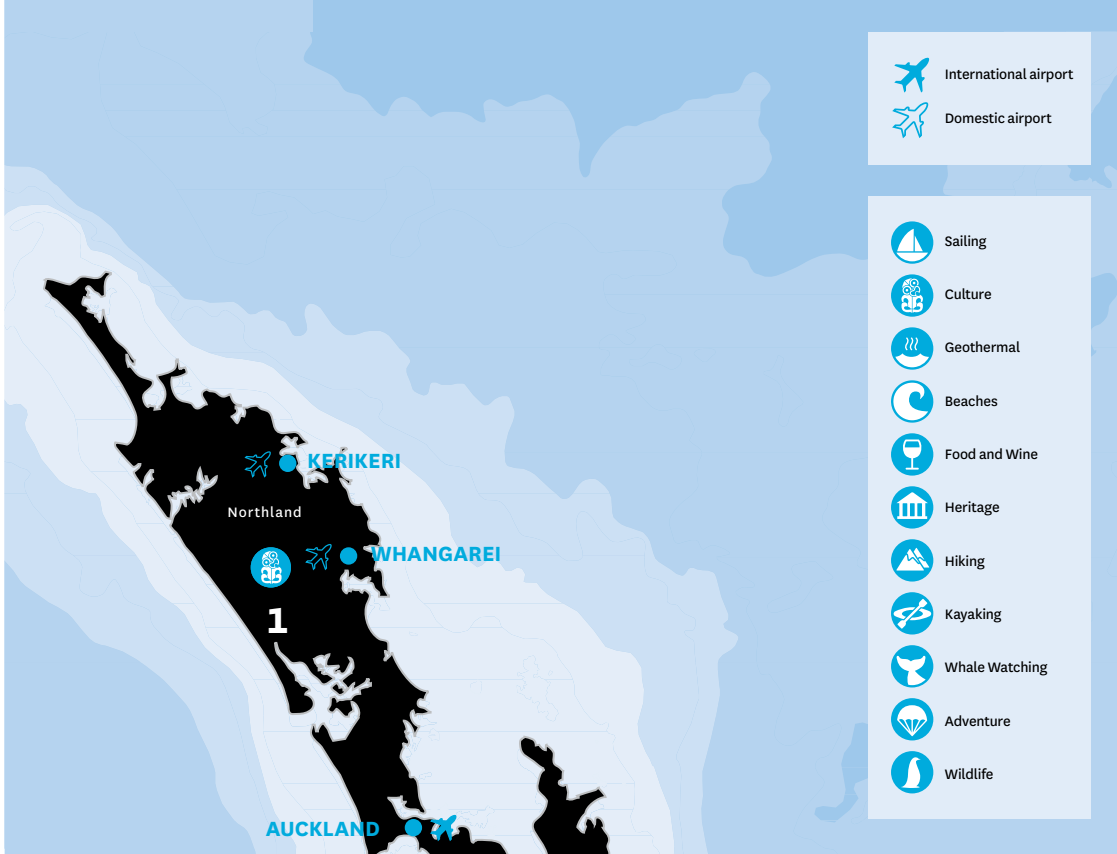 International airport
Domestic airport
Sailing
Culture
Geothermal
Beaches
Food and Wine
Heritage
Hiking
Kayaking
Whale Watching
Adventure
Wildlife
KERIKERI
Northland
WHANGAREI
1
AUCKLAND